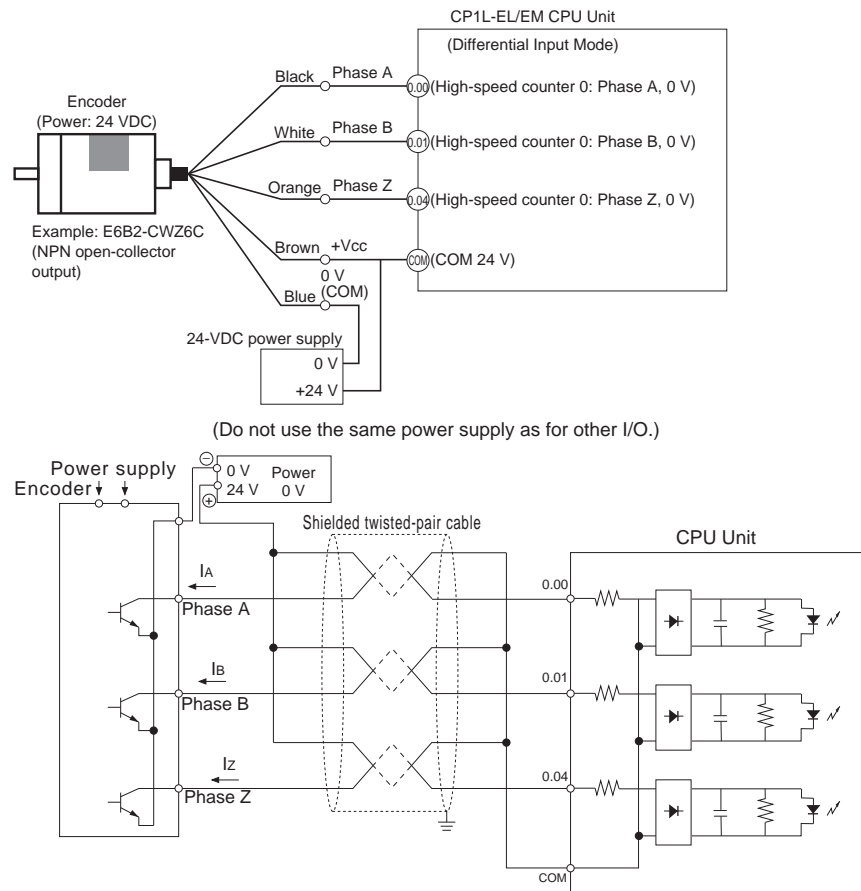 CP1L-EL/EM CPU Unit
(Differential Input Mode)
Encoder
(Power: 24 VDC)
Example: E6B2-CWZ6C
(NPN open-collector
output)
Black Phase A 0.00 (High-speed counter 0: Phase A, 0 V)
White Phase B 0.01 (High-speed counter 0: Phase B, 0 V)
Orange Phase Z 0.04 (High-speed counter 0: Phase Z, 0 V)
Brown +Vcc COM (COM 24 V)
0 V
Blue (COM)
24-VDC power supply
0 V
+24 V
(Do not use the same power supply as for other I/O.)
Power supply
Encoder
− 0 V Power
+ 24 V 0 V
Shielded twisted-pair cable
CPU Unit
IA
Phase A
0.00
IB
Phase B
0.01
IZ
Phase Z
0.04
COM